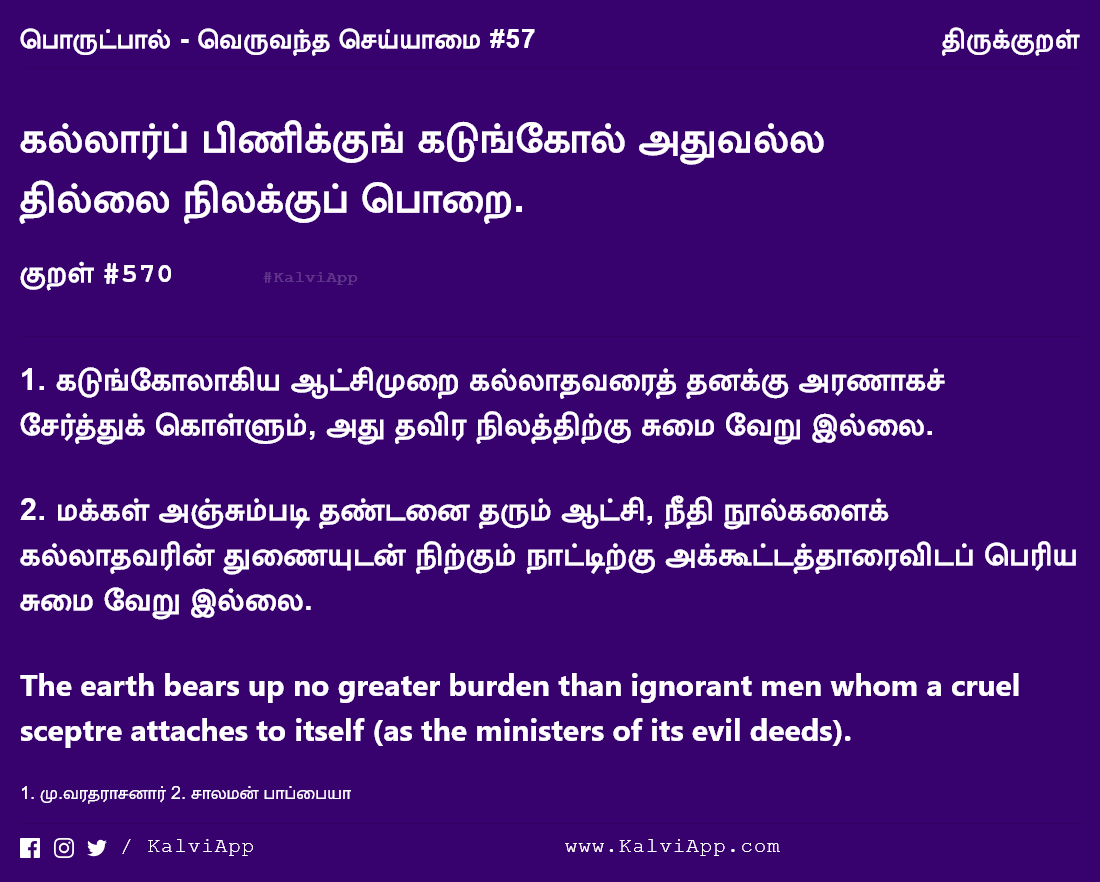 பொருட்பால் - வெருவந்த செய்யாமை #57
திருக்குறள்
கல்லார்ப் பிணிக்குங் கடுங்கோல் அதுவல்ல
தில்லை நிலக்குப் பொறை.
குறள் #570
#KalviApp
1. கடுங்கோலாகிய ஆட்சிமுறை கல்லாதவரைத் தனக்கு அரணாகச்
சேர்த்துக் கொள்ளும், அது தவிர நிலத்திற்கு சுமை வேறு இல்லை.
2. மக்கள் அஞ்சும்படி தண்டனை தரும் ஆட்சி, நீதி நூல்களைக்
கல்லாதவரின் துணையுடன் நிற்கும் நாட்டிற்கு அக்கூட்டத்தாரைவிடப் பெரிய
சுமை வேறு இல்லை.
The earth bears up no greater burden than ignorant men whom a cruel
sceptre attaches to itself (as the ministers of its evil deeds).
1. மு.வரதராசனார் 2. சாலமன் பாப்பையா
/ KalviApp
www.KalviApp.com